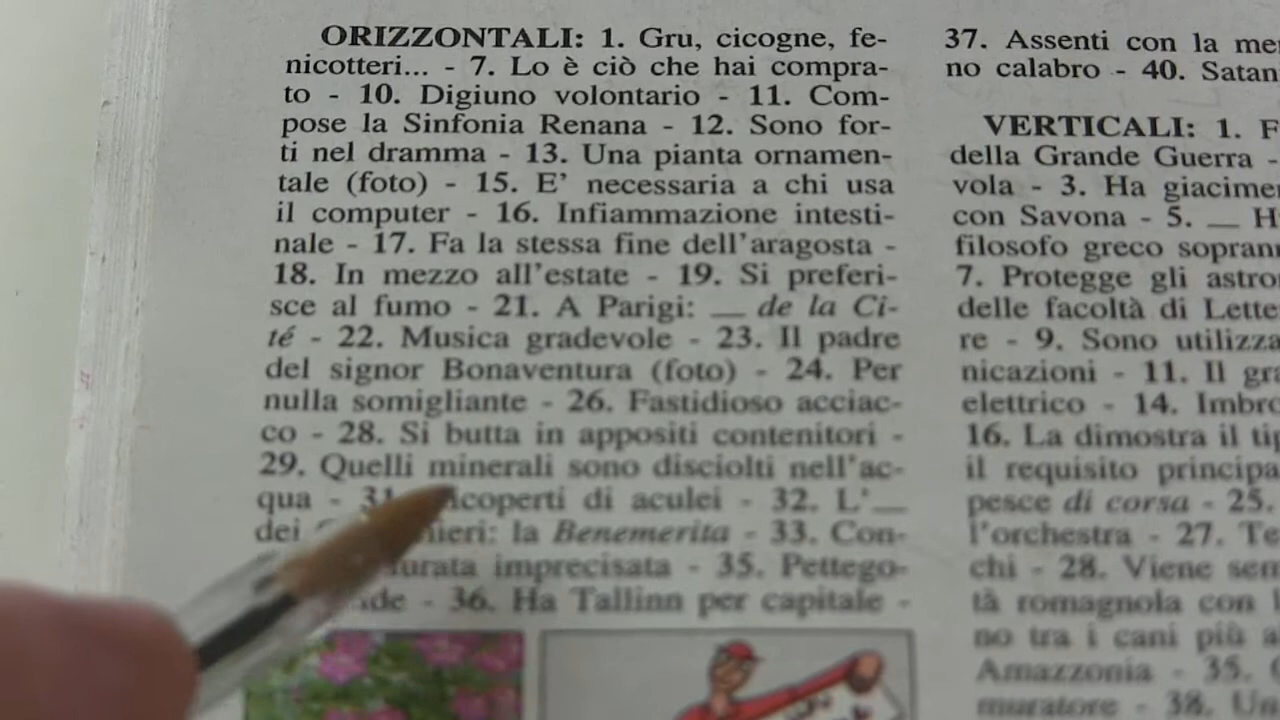 ORIZZONTALI: 1. Gru, cicogne, fe-
nicotteri... - 7. Lo è ciò che hai compra-
to - 10. Digiuno volontario - 11. Com-
pose la Sinfonia Renana - 12. Sono for-
ti nel dramma - 13. Una pianta ornamen-
tale (foto) - 15. E' necessaria a chi usa
il computer - 16. Infiammazione intesti-
nale - 17. Fa la stessa fine dell'aragosta -
18. In mezzo all'estate - 19. Si preferi-
sce al fumo - 21. A Parigi: __ de la Ci-
té - 22. Musica gradevole - 23. Il padre
del signor Bonaventura (foto) - 24. Per
nulla somigliante - 26. Fastidioso acciac-
co - 28. Si butta in appositi contenitori -
29. Quelli minerali sono disciolti nell'ac-
qua - 31. icoperti di aculei - 32. L'__
dei nieri: la Benemerita - 33. Con-
urata imprecisata - 35. Pettego-
de - 36. Ha Tallinn per capitale -
37. Assenti con la
no calabro - 40. Satan
VERTICALI: 1. F
della Grande Guerra -
vola - 3. Ha giacime
con Savona - 5. __ H
filosofo greco sopran
7. Protegge gli astro
delle facoltà di Lette
re - 9. Sono utilizza
nicazioni - 11. Il gra
elettrico - 14. Imbro
16. La dimostra il tip
il requisito principa
pesce di corsa - 25.
l'orchestra - 27. Te
chi - 28. Viene sem
tà romagnola con
no tra i cani più a
Amazzonia - 35.
muratore - 38. Un